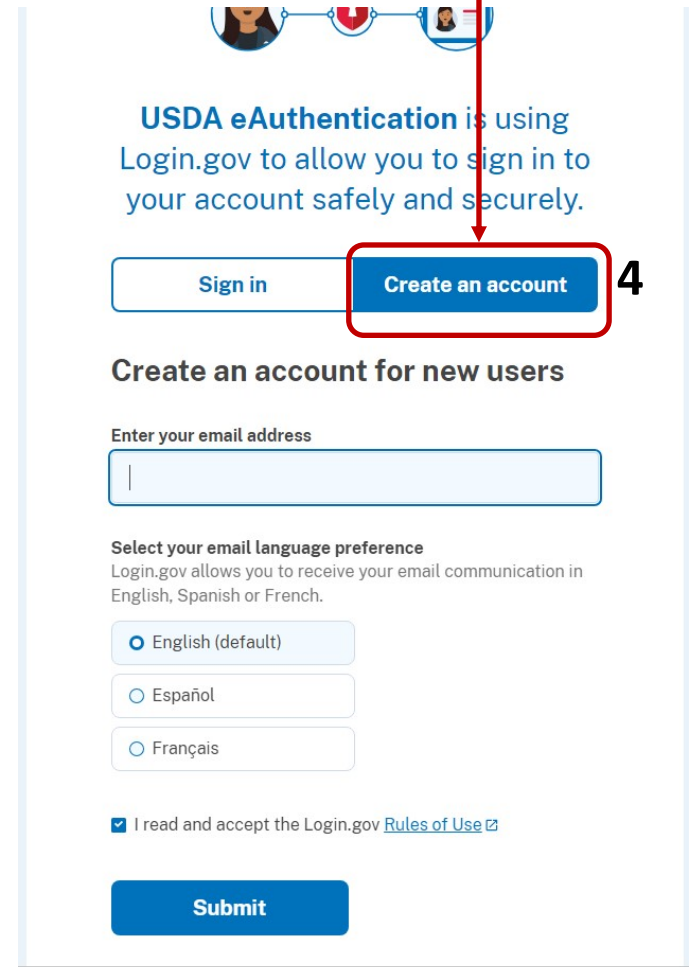 USDA eAuthentication is using
Login.gov to allow you to sign in to
your account safely and securely.
Sign in
Create an account
4
Create an account for new users
Enter your email address
Select your email language preference
Login.gov allows you to receive your email communication in
English, Spanish or French.
English (default)
Español
Français
I read and accept the Login.gov Rules of Use
Submit